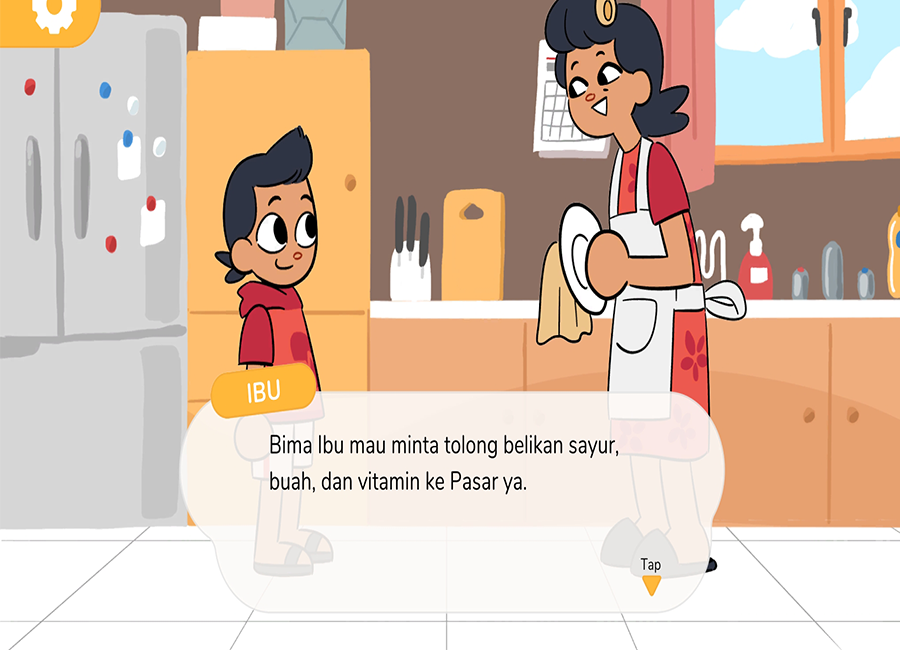 IBU
Bima Ibu mau minta tolong belikan sayur,
buah, dan vitamin ke Pasar ya.
Tap